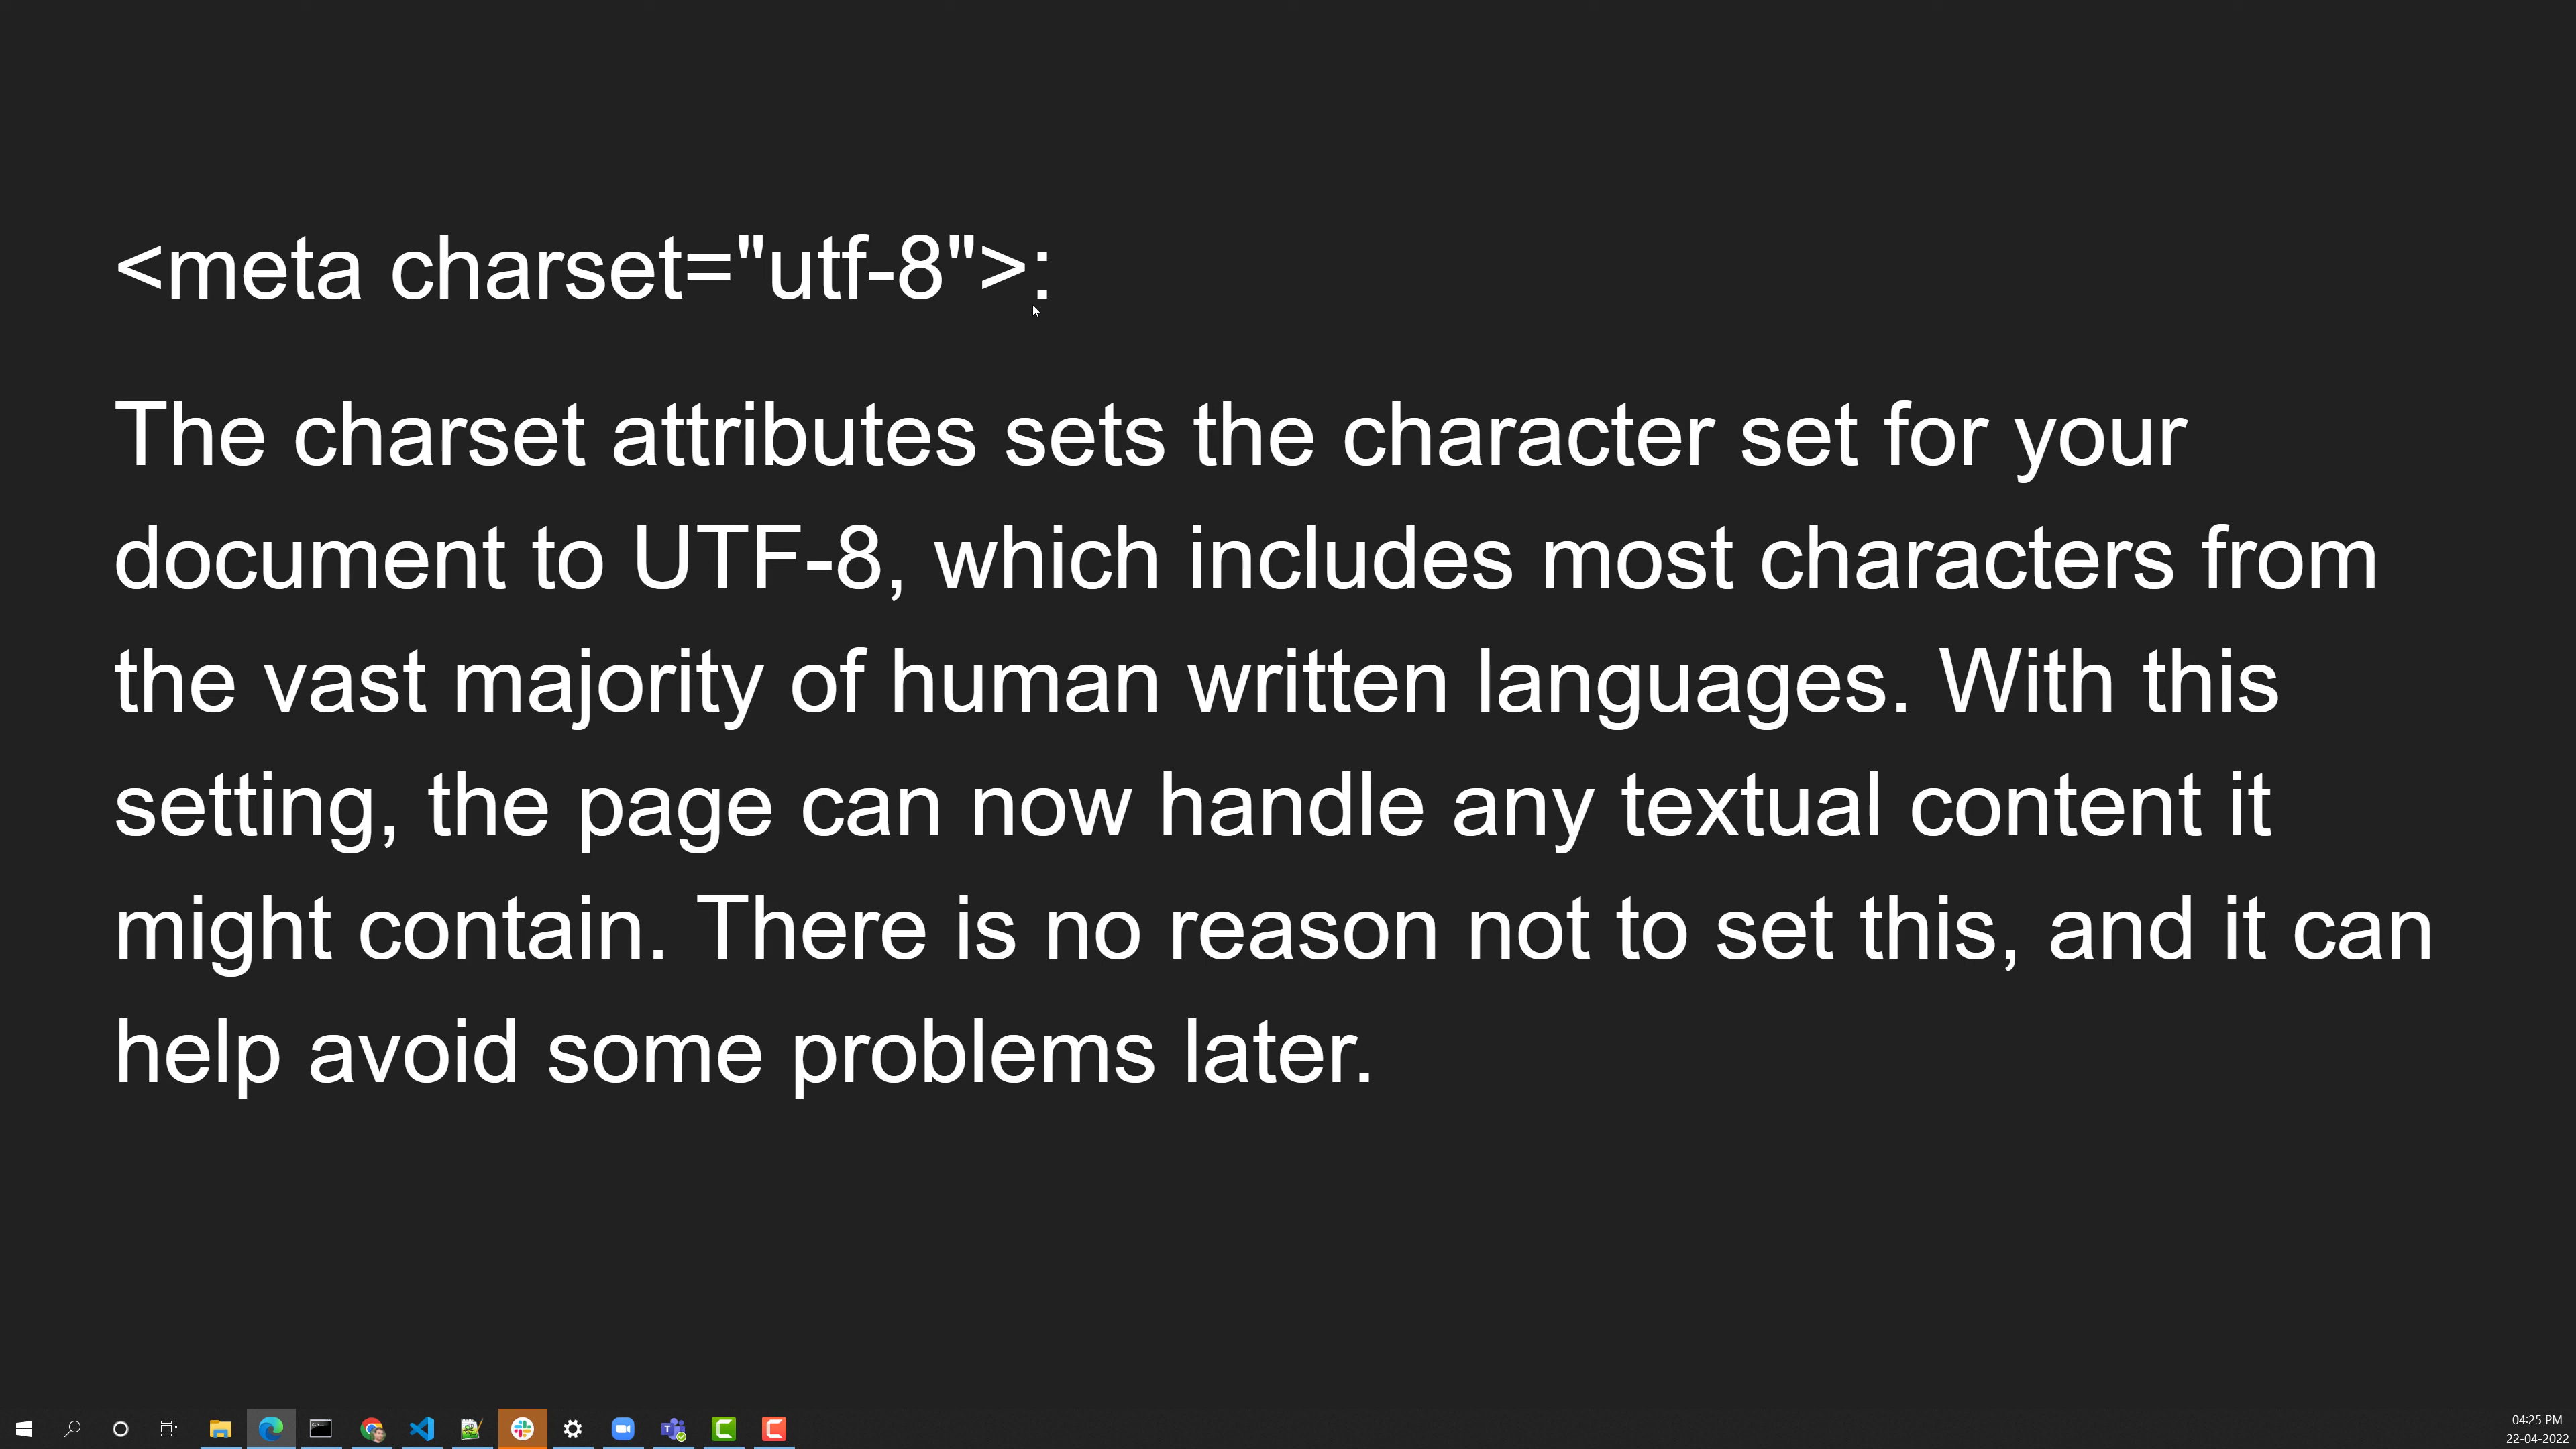 <meta charset="utf-8">:
The charset attributes sets the character set for your
document to UTF-8, which includes most characters from
the vast majority of human written languages. With this
setting, the page can now handle any textual content it
might contain. There is no reason not to set this, and it can
help avoid some problems later.
04:25 PM
22-04-2022